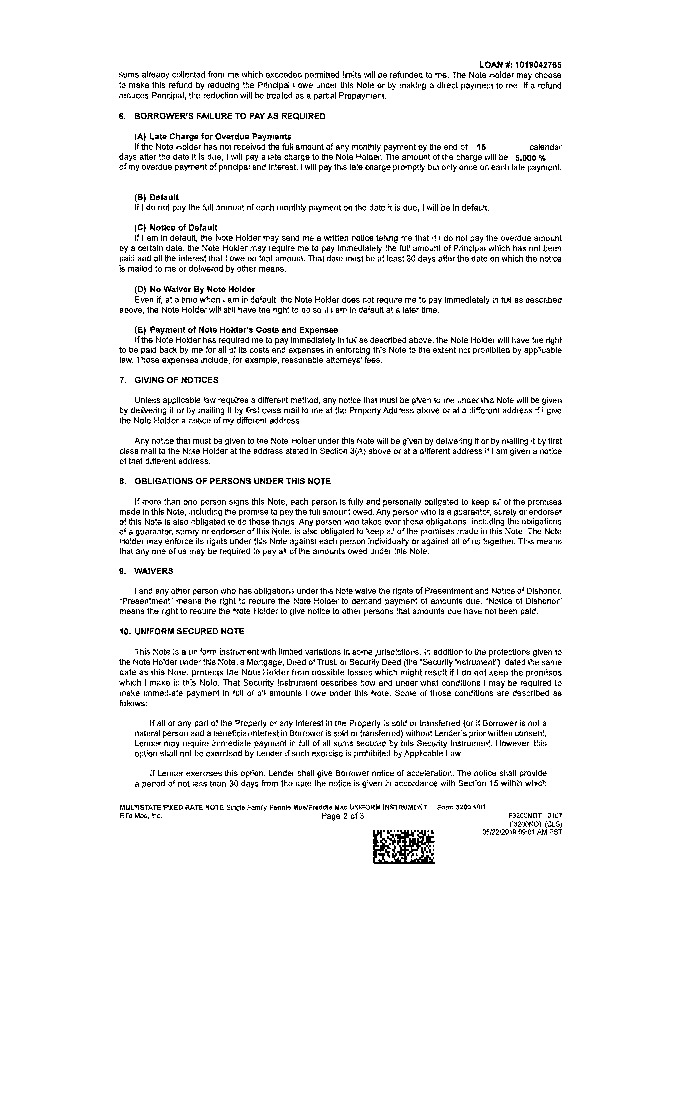 LOAN #: 1019042765
sums already collected from me which exceeded permitted limits will be refunded to me. The Note Holder may choose
to make this refund by reducing the Principal I owe under this Note or by making a direct payment to me. If a refund
reduces Principal, the reduction will be treated as a partial Prepayment.
6. BORROWER'S FAILURE TO PAY AS REQUIRED
(A) Late Charge for Overdue Payments
If the Note Holder has not received the full amount of any monthly payment by the end of 15 calendar
days after the date it is due, I will pay a late charge to the Note Holder. The amount of the charge will be 5.000 %
of my overdue payment of principal and interest. I will pay this late charge promptly but only once on each late payment.
(B) Default
If I do not pay the full amount of each monthly payment on the date it is due, I will be in default.
(C) Notice of Default
If I am in default, the Note Holder may send me a written notice telling me that if I do not pay the overdue amount
by a certain date, the Note Holder may require me to pay immediately the full amount of Principal which has not been
paid and all the interest that I owe on that amount. That date must be at least 30 days after the date on which the notice
is mailed to me or delivered by other means.
(D) No Waiver By Note Holder
Even if, at a time when I am in default, the Note Holder does not require me to pay immediately in full as described
above, the Note Holder will still have the right to do so if I am in default at a later time.
(E) Payment of Note Holder's Costs and Expenses
If the Note Holder has required me to pay immediately in full as described above, the Note Holder will have the right
to be paid back by me for all of its costs and expenses in enforcing this Note to the extent not prohibited by applicable
law. Those expenses include, for example, reasonable attorneys' fees.
7. GIVING OF NOTICES
Unless applicable law requires a different method, any notice that must be given to me under this Note will be given
by delivering it or by mailing it by first class mail to me at the Property Address above or at a different address if I give
the Note Holder a notice of my different address.
Any notice that must be given to the Note Holder under this Note will be given by delivering it or by mailing it by first
class mail to the Note Holder at the address stated in Section 3(A) above or at a different address if I am given a notice
of that different address.
8. OBLIGATIONS OF PERSONS UNDER THIS NOTE
If more than one person signs this Note, each person is fully and personally obligated to keep all of the promises
made in this Note, including the promise to pay the full amount owed. Any person who is a guarantor, surety or endorser
of this Note is also obligated to do these things. Any person who takes over these obligations, including the obligations
of a guarantor, surety or endorser of this Note, is also obligated to keep all of the promises made in this Note. The Note
Holder may enforce its rights under this Note against each person individually or against all of us together. This means
that any one of us may be required to pay all of the amounts owed under this Note.
9. WAIVERS
I and any other person who has obligations under this Note waive the rights of Presentment and Notice of Dishonor.
"Presentment" means the right to require the Note Holder to demand payment of amounts due. "Notice of Dishonor"
means the right to require the Note Holder to give notice to other persons that amounts due have not been paid.
10. UNIFORM SECURED NOTE
This Note is a uniform instrument with limited variations in some jurisdictions. In addition to the protections given to
the Note Holder under this Note, a Mortgage, Deed of Trust, or Security Deed (the "Security Instrument"), dated the same
date as this Note, protects the Note Holder from possible losses which might result if I do not keep the promises
which I make in this Note. That Security Instrument describes how and under what conditions I may be required to
make immediate payment in full of all amounts I owe under this Note. Some of those conditions are described as
follows:
If all or any part of the Property or any Interest in the Property is sold or transferred (or if Borrower is not a
natural person and a beneficial interest in Borrower is sold or transferred) without Lender's prior written consent,
Lender may require immediate payment in full of all sums secured by this Security Instrument. However, this
option shall not be exercised by Lender if such exercise is prohibited by Applicable Law.
If Lender exercises this option, Lender shall give Borrower notice of acceleration. The notice shall provide
a period of not less than 30 days from the date the notice is given in accordance with Section 15 within which
MULTISTATE FIXED RATE NOTE Single Family Fannie Mae/Freddie Mac UNIFORM INSTRUMENT Form 3200 1/01
Ellie Mae, Inc. Page 2 of 3 F3200NOT 0107
F3200NOT (CLS)
05/22/2019 09:01 AM PST